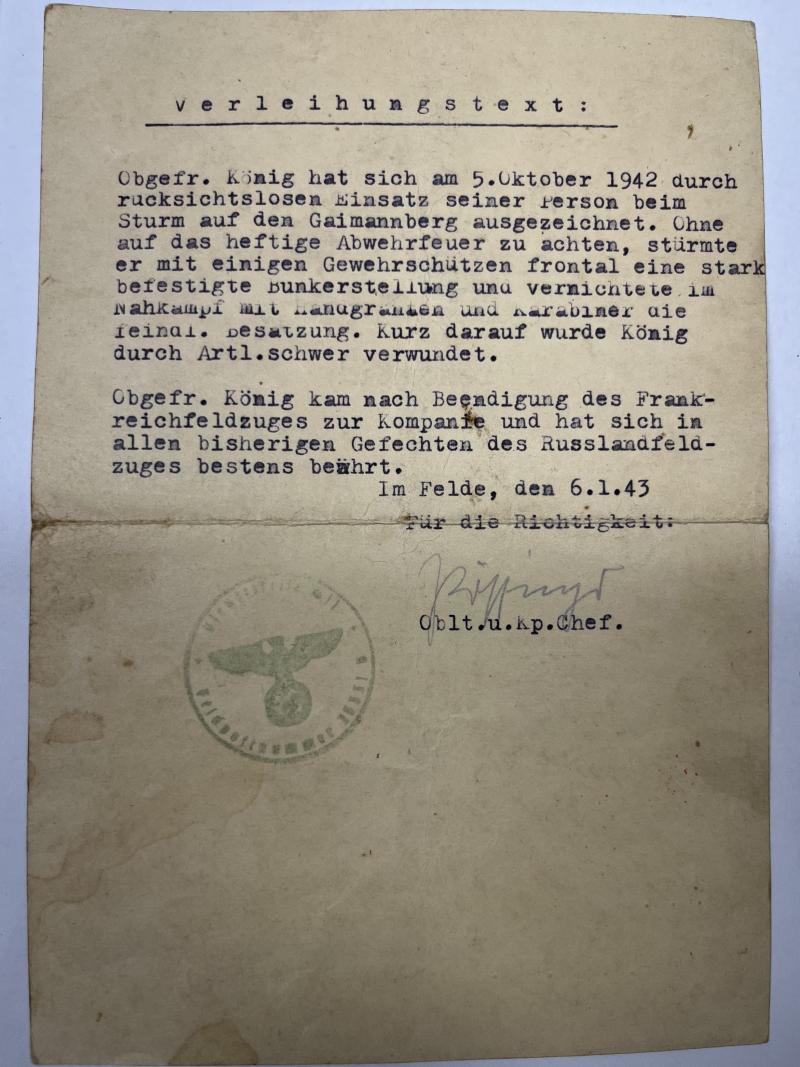 Verleihungstext:
Obgefr. König hat sich am 5.Oktober 1942 durch
rücksichtslosen Einsatz seiner Person beim
Sturm auf den Gaimannberg ausgezeichnet. Ohne
auf das heftige Abwehrfeuer zu achten, stürmte
er mit einigen Gewehrschützen frontal eine stark
befestigte Bunkerstellung und vernichtete im
Nahkampf mit Handgranten und Karabiner die
feindl. Besatzung. Kurz darauf wurde König
durch Artl.schwer verwundet.
Obgefr. König kam nach Beendigung des Frank-
reichfeldzuges zur Kompanie und hat sich in
allen bisherigen Gefechten des Russlandfeld-
zuges bestens bewährt.
Im Felde, den 6.1.43
Für die Richtigkeit:
Oblt.u.Kp.Chef.
Feldpostnummer